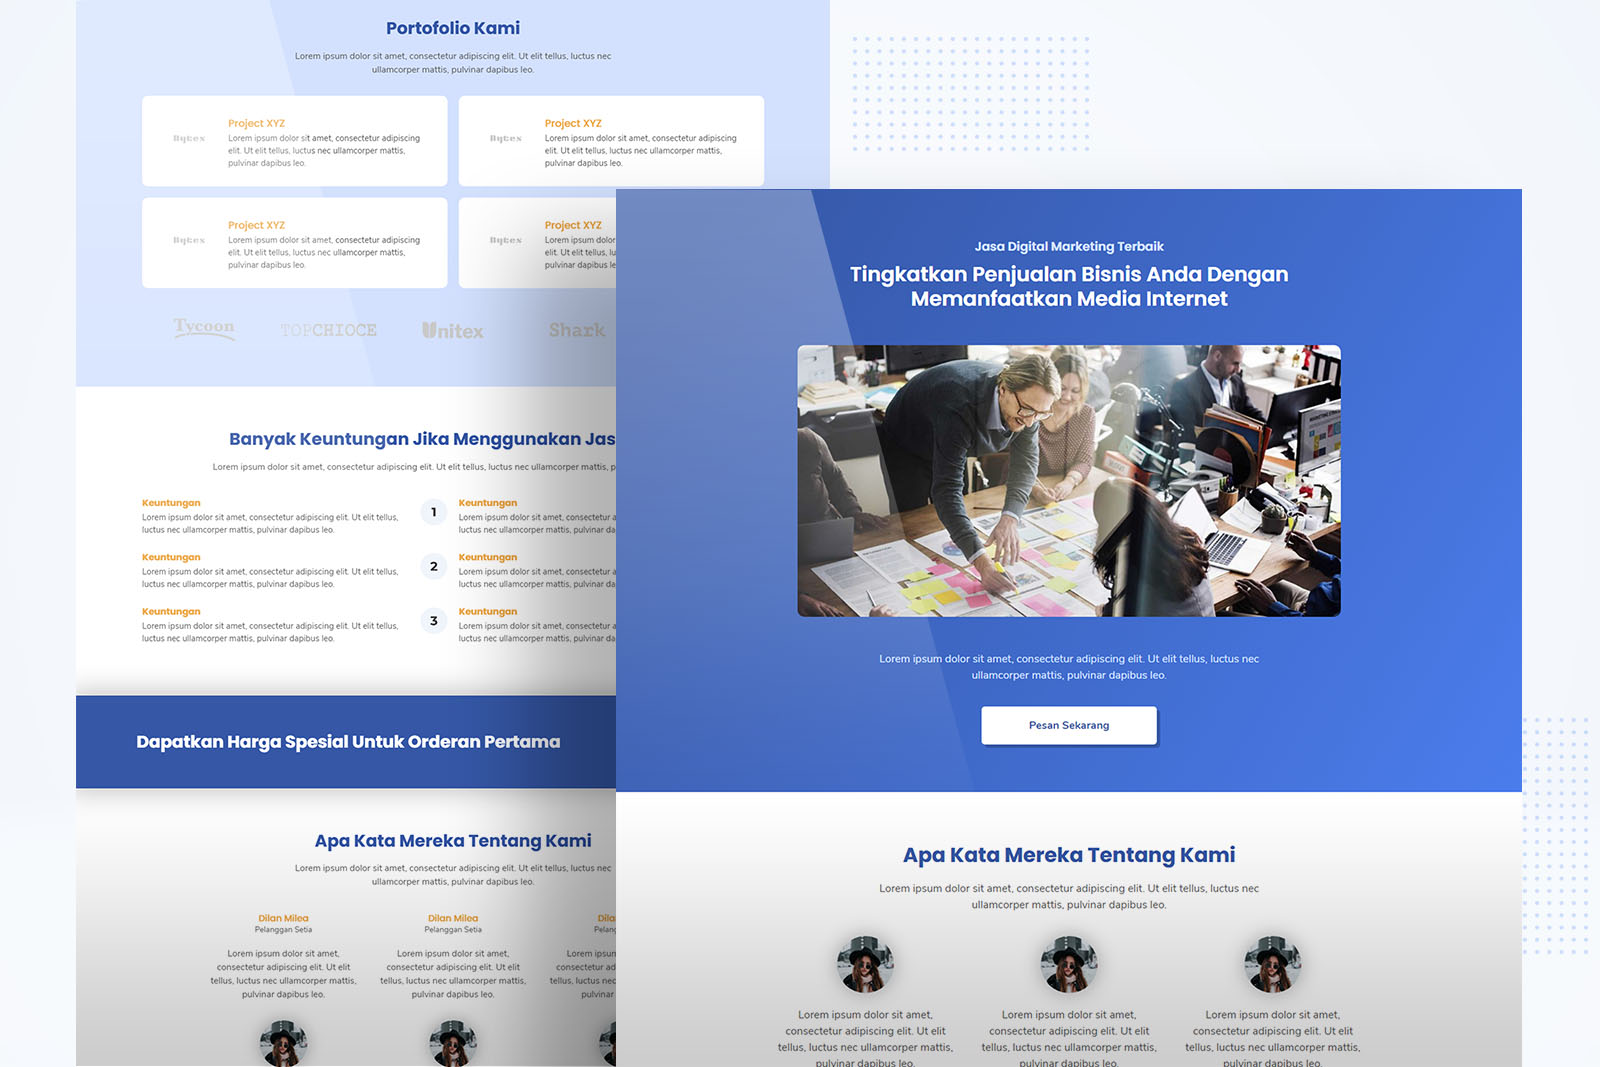 Portofolio Kami
Lorem ipsum dolor sit amet, consectetur adipiscing elit. Ut elit tellus, luctus nec
ullamcorper mattis, pulvinar dapibus leo.
Bytex
Project XYZ
Lorem ipsum dolor sit amet, consectetur adipiscing
elit. Ut elit tellus, luctus nec ullamcorper mattis,
pulvinar dapibus leo.
Bytex
Project XYZ
Lorem ipsum dolor sit amet, consectetur adipiscing
elit. Ut elit tellus, luctus nec ullamcorper mattis,
pulvinar dapibus leo.
Bytex
Project XYZ
Lorem ipsum dolor sit amet, consectetur adipiscing
elit. Ut elit tellus, luctus nec ullamcorper mattis,
pulvinar dapibus leo.
Bytex
Project XYZ
Lorem ipsum dolor
elit. Ut elit tellus, lu
pulvinar dapibus le
Tycoon
TOPCHIOCE
Unitex
Shark
Banyak Keuntungan Jika Menggunakan Jas
Lorem ipsum dolor sit amet, consectetur adipiscing elit. Ut elit tellus, luctus nec ullamcorper mattis, p
Keuntungan
Lorem ipsum dolor sit amet, consectetur adipiscing elit. Ut elit tellus,
luctus nec ullamcorper mattis, pulvinar dapibus leo.
1
Keuntungan
Lorem ipsum dolor sit amet, consectetur a
luctus nec ullamcorper mattis, pulvinar da
Keuntungan
Lorem ipsum dolor sit amet, consectetur adipiscing elit. Ut elit tellus,
luctus nec ullamcorper mattis, pulvinar dapibus leo.
2
Keuntungan
Lorem ipsum dolor sit amet, consectetur a
luctus nec ullamcorper mattis, pulvinar da
Keuntungan
Lorem ipsum dolor sit amet, consectetur adipiscing elit. Ut elit tellus,
luctus nec ullamcorper mattis, pulvinar dapibus leo.
3
Keuntungan
Lorem ipsum dolor sit amet, consectetur a
luctus nec ullamcorper mattis, pulvinar da
Dapatkan Harga Spesial Untuk Orderan Pertama
Apa Kata Mereka Tentang Kami
Lorem ipsum dolor sit amet, consectetur adipiscing elit. Ut elit tellus, luctus nec
ullamcorper mattis, pulvinar dapibus leo.
Dilan Milea
Pelanggan Setia
Lorem ipsum dolor sit amet,
consectetur adipiscing elit. Ut elit
tellus, luctus nec ullamcorper mattis,
pulvinar dapibus leo.
Dilan Milea
Pelanggan Setia
Lorem ipsum dolor sit amet,
consectetur adipiscing elit. Ut elit
tellus, luctus nec ullamcorper mattis,
pulvinar dapibus leo.
Dila
Pelang
Lorem ipsum
consectetur ad
tellus, luctus nec
pulvinar
Jasa Digital Marketing Terbaik
Tingkatkan Penjualan Bisnis Anda Dengan
Memanfaatkan Media Internet
Lorem ipsum dolor sit amet, consectetur adipiscing elit. Ut elit tellus, luctus nec
ullamcorper mattis, pulvinar dapibus leo.
Pesan Sekarang
Apa Kata Mereka Tentang Kami
Lorem ipsum dolor sit amet, consectetur adipiscing elit. Ut elit tellus, luctus nec
ullamcorper mattis, pulvinar dapibus leo.
Lorem ipsum dolor sit amet,
consectetur adipiscing elit. Ut elit
tellus, luctus nec ullamcorper mattis,
pulvinar dapibus leo.
Lorem ipsum dolor sit amet,
consectetur adipiscing elit. Ut elit
tellus, luctus nec ullamcorper mattis,
pulvinar dapibus leo.
Lorem ipsum dolor sit amet,
consectetur adipiscing elit. Ut elit
tellus, luctus nec ullamcorper mattis,
pulvinar dapibus leo.